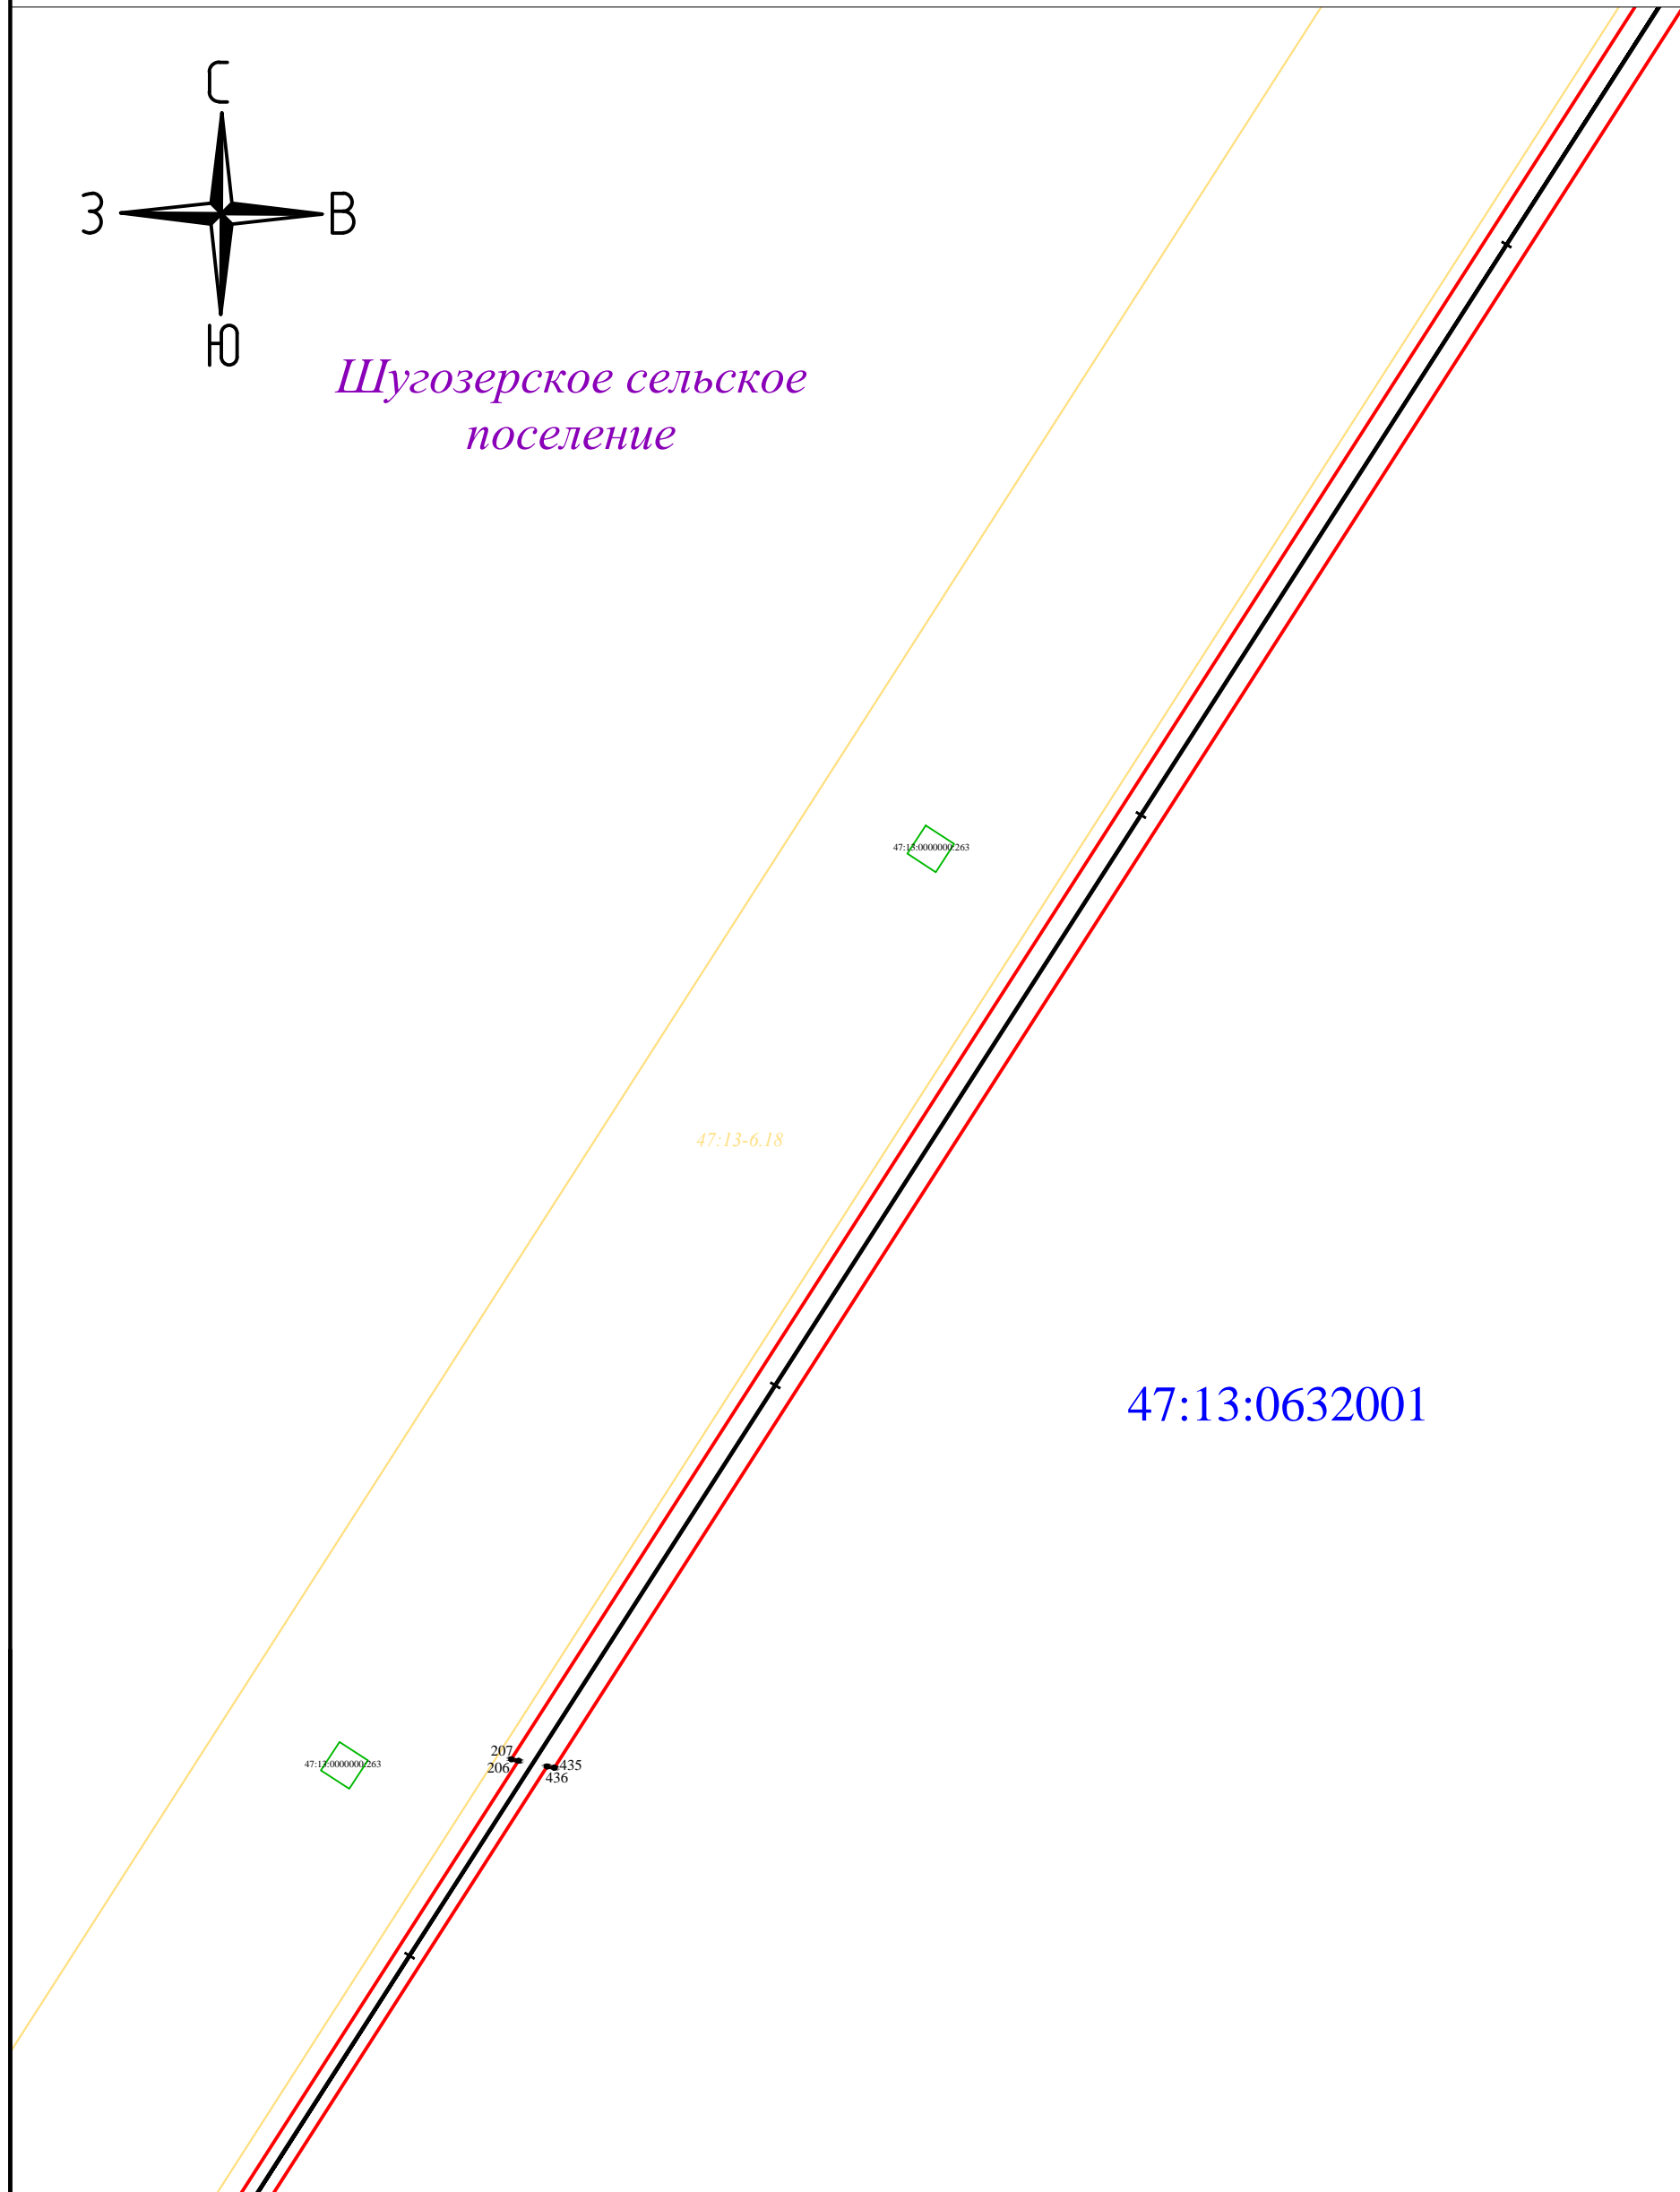 С
З
В
Ю
Шугозерское сельское
поселение
47:13:0000000:263
47:13-6.18
47:13:0632001
207
206
435
436
47:13:0000000:263